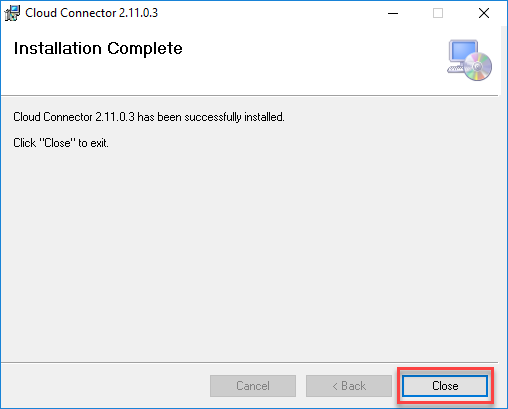 Cloud Connector 2.11.0.3
Installation Complete
Cloud Connector 2.11.0.3 has been successfully installed.
Click "Close" to exit.
Cancel
< Back
Close